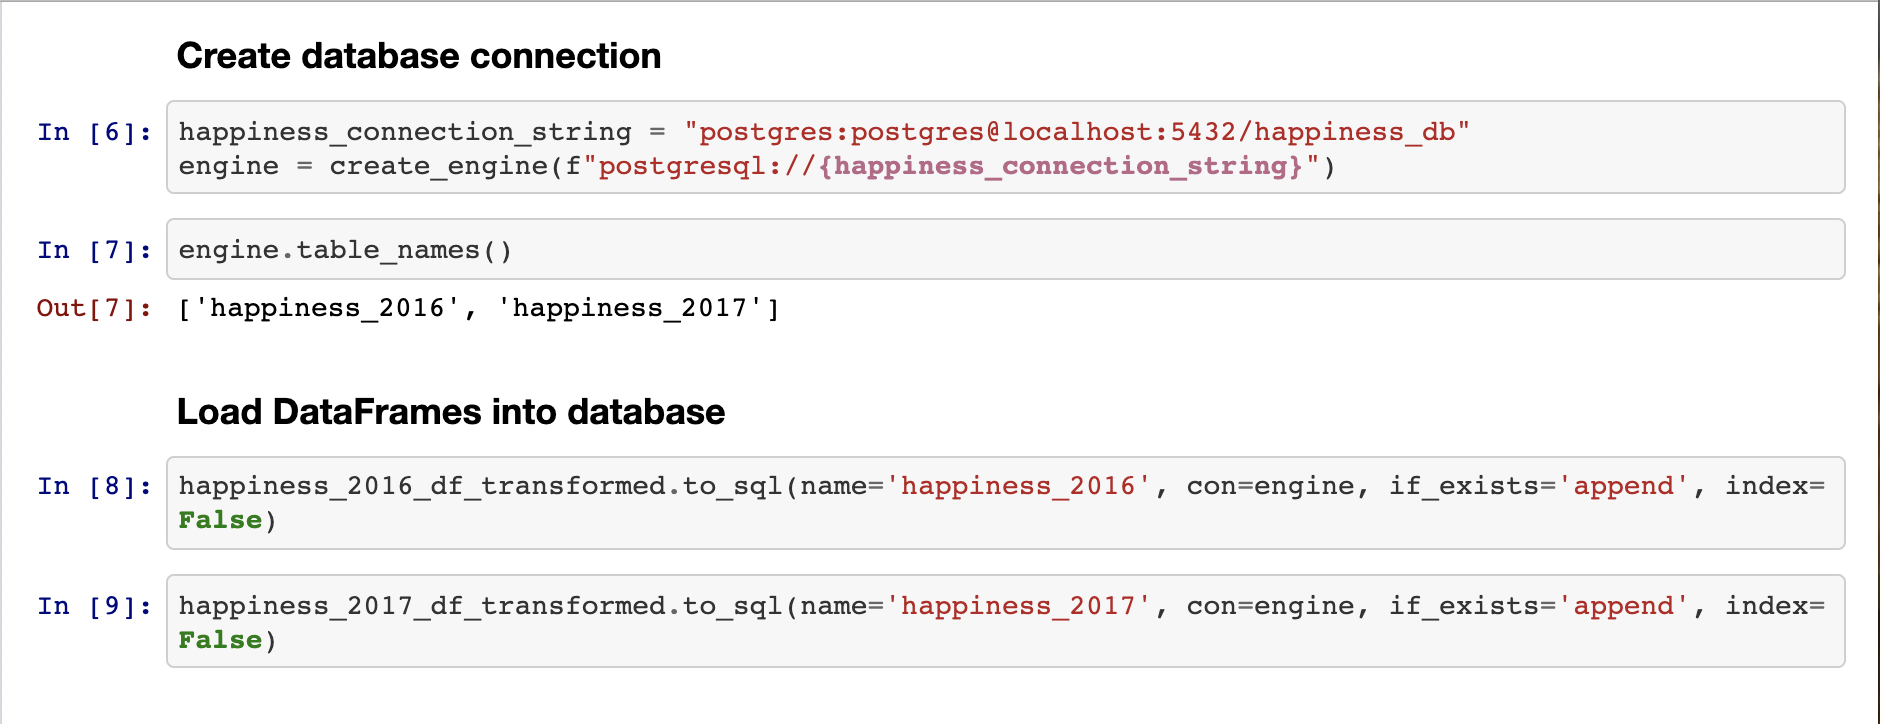 Create database connection
In [6]: happiness_connection_string = "postgres:postgres@localhost:5432/happiness_db"
engine = create_engine(f"postgresql://{happiness_connection_string}")
In [7]: engine.table_names()
Out[7]: ['happiness_2016', 'happiness_2017']
Load DataFrames into database
In [8]: happiness_2016_df_transformed.to_sql(name='happiness_2016', con=engine, if_exists='append', index=
False)
In [9]: happiness_2017_df_transformed.to_sql(name='happiness_2017', con=engine, if_exists='append', index=
False)